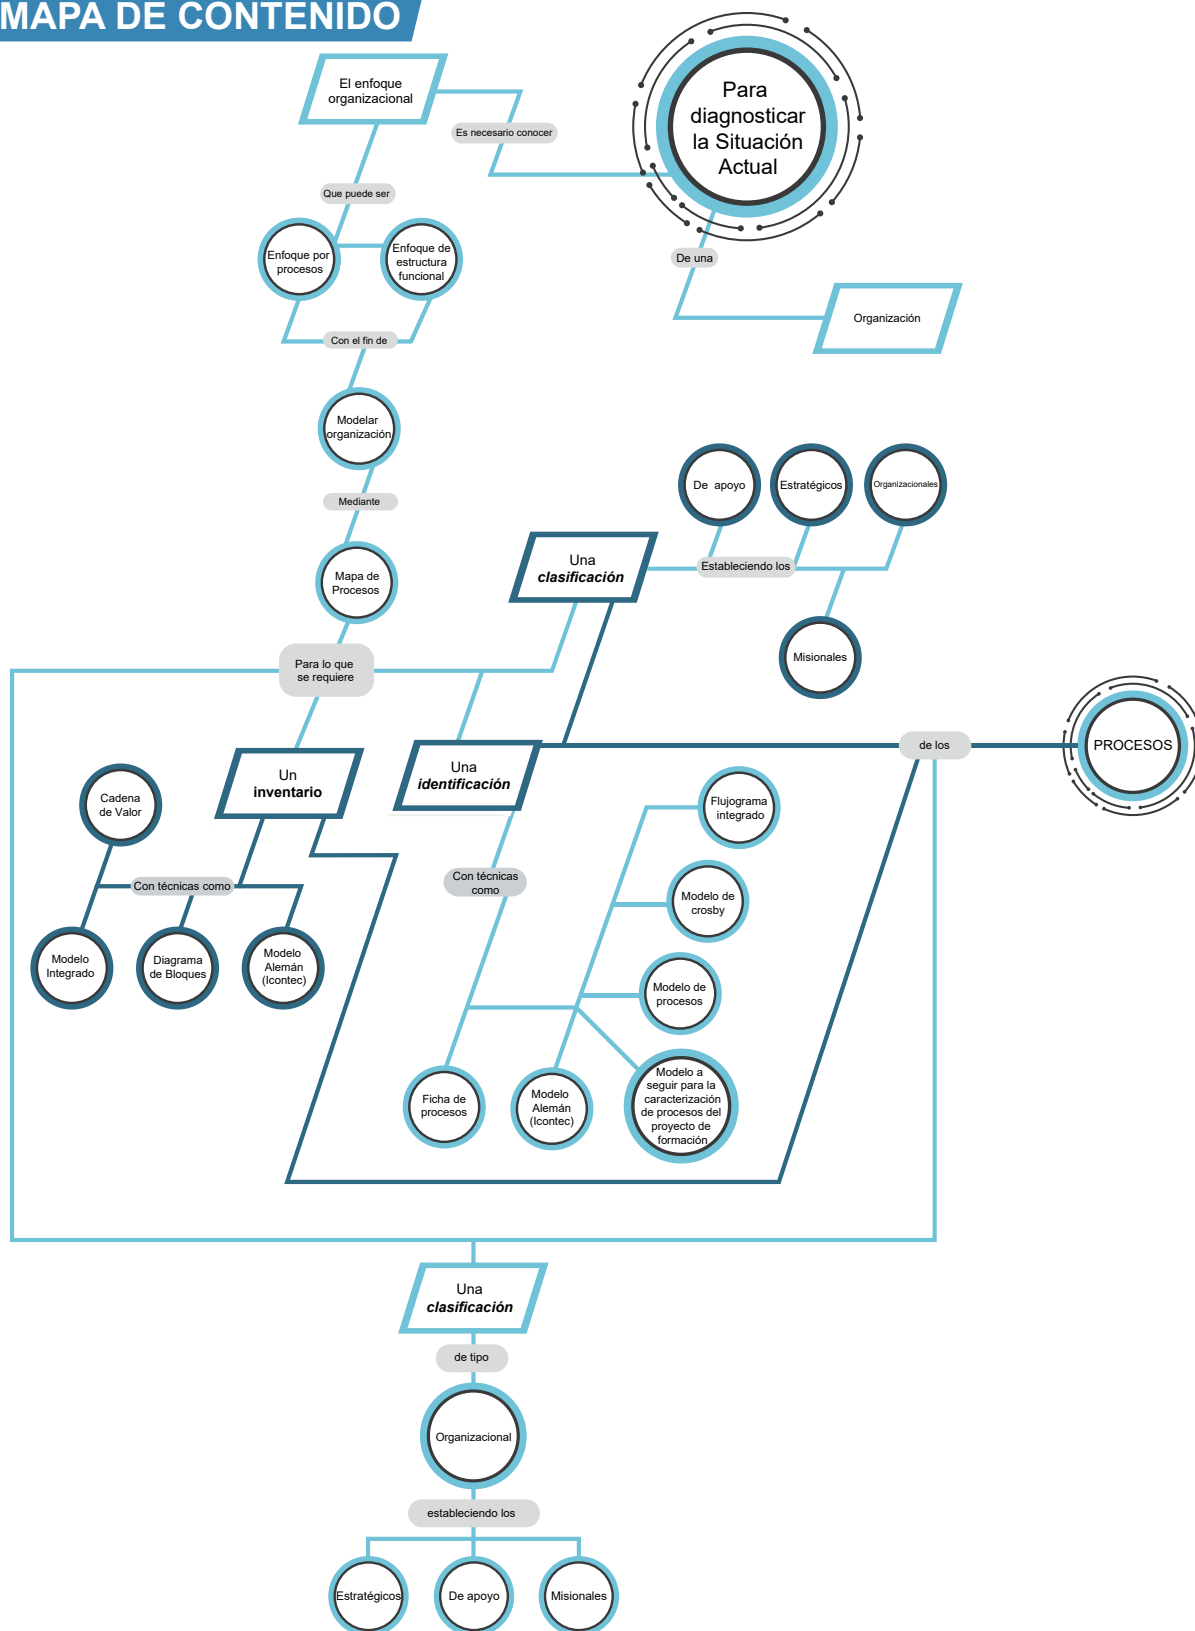 MAPA DE CONTENIDO
El enfoque
organizacional
Para
diagnosticar
la Situación
Actual
Es necesario conocer
Que puede ser
Enfoque por
procesos
Enfoque de
estructura
funcional
De una
Organización
Con el fin de
Modelar
organización
Mediante
Mapa de
Procesos
De apoyo
Estratégicos
Organizacionales
Una
clasificación
Estableciendo los
Misionales
Para lo que
se requiere
de los
PROCESOS
Un
inventario
Una
identificación
Cadena
de Valor
Con técnicas como
Modelo
Integrado
Diagrama
de Bloques
Modelo
Alemán
(Icontec)
Con técnicas
como
Flujograma
integrado
Modelo de
crosby
Modelo de
procesos
Ficha de
procesos
Modelo
Alemán
(Icontec)
Modelo a
seguir para la
caracterización
de procesos del
proyecto de
formación
Una
clasificación
de tipo
Organizacional
estableciendo los
Estratégicos
De apoyo
Misionales